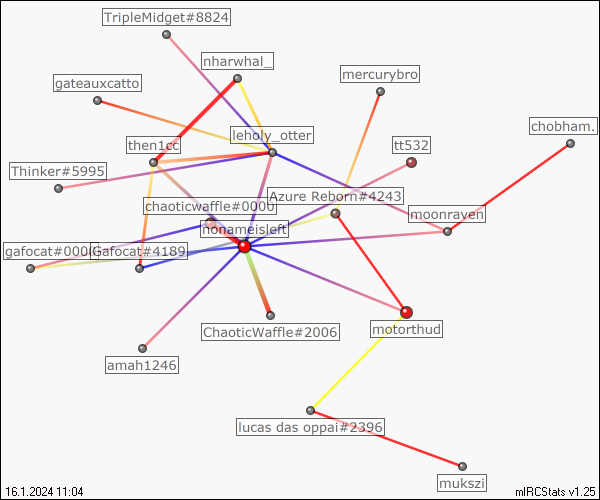 TripleMidget#8824
nharwhal_
mercurybro
gateauxcatto
chobham.
leholy_otter
then1cc
tt532
Thinker#5995
Azure Reborn#4243
chaoticwaffle#0000
moonraven
nonameisleft
gafocat#0000
Gafocat#4189
ChaoticWaffle#2006
motorthud
amah1246
lucas das oppai#2396
mukszi
16.1.2024 11:04
mIRCStats v1.25